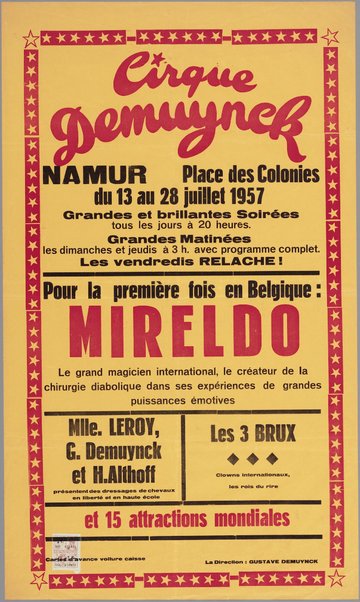 Cirque
Demuynck
NAMUR Place des Colonies
du 13 au 28 juillet 1957
Grandes et brillantes Soirées
tous les jours à 20 heures.
Grandes Matinées
les dimanches et jeudis à 3 h. avec programme complet.
Les vendredis RELACHE !
Pour la première fois en Belgique :
MIRELDO
Le grand magicien international, le créateur de la
chirurgie diabolique dans ses expériences de grandes
puissances émotives
Mlle. LEROY,
G. Demuynck
et H. Althoff
présentent des dressages de chevaux
en liberté et en haute école
Les 3 BRUX
Clowns internationaux,
les rois du rire
et 15 attractions mondiales
Cartes d'avance voiture caisse
La Direction : GUSTAVE DEMUYNCK